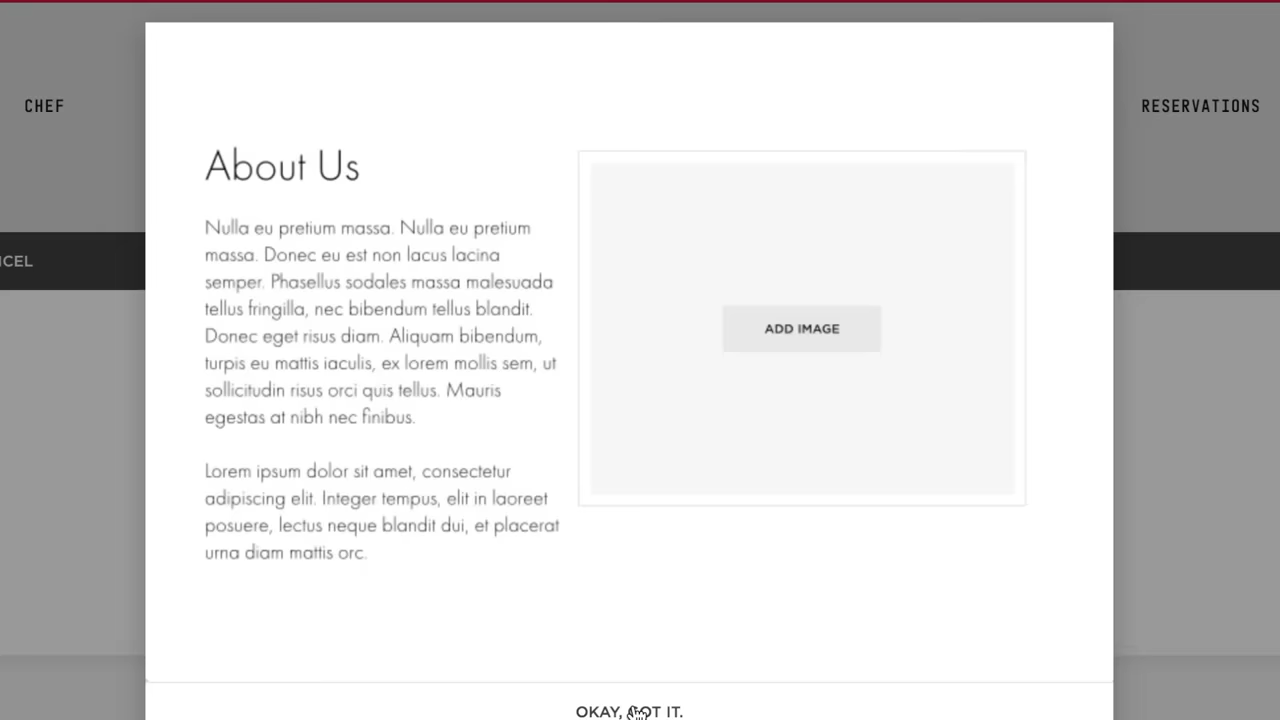 CHEF
RESERVATIONS
About Us
Nulla eu pretium massa. Nulla eu pretium
massa. Donec eu est non lacus lacina
semper. Phasellus sodales massa malesuada
tellus fringilla, nec bibendum tellus blandit.
Donec eget risus diam. Aliquam bibendum,
turpis eu mattis iaculis, ex lorem mollis sem, ut
sollicitudin risus orci quis tellus. Mauris
egestas at nibh nec finibus.
Lorem ipsum dolor sit amet, consectetur
adipiscing elit. Integer tempus, elit in laoreet
posuere, lectus neque blandit dui, et placerat
urna diam mattis orc.
ADD IMAGE
OKAY, GOT IT.